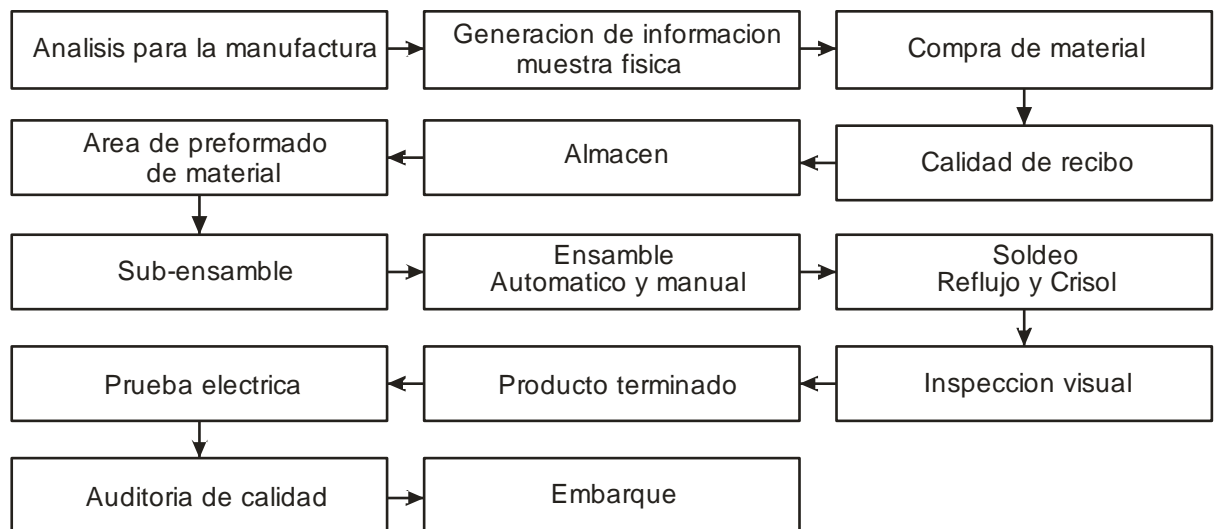 Analisis para la manufactura
Generacion de informacion
muestra fisica
Compra de material
Calidad de recibo
Almacen
Area de preformado
de material
Sub-ensamble
Ensamble
Automatico y manual
Soldeo
Reflujo y Crisol
Inspeccion visual
Producto terminado
Prueba electrica
Auditoria de calidad
Embarque